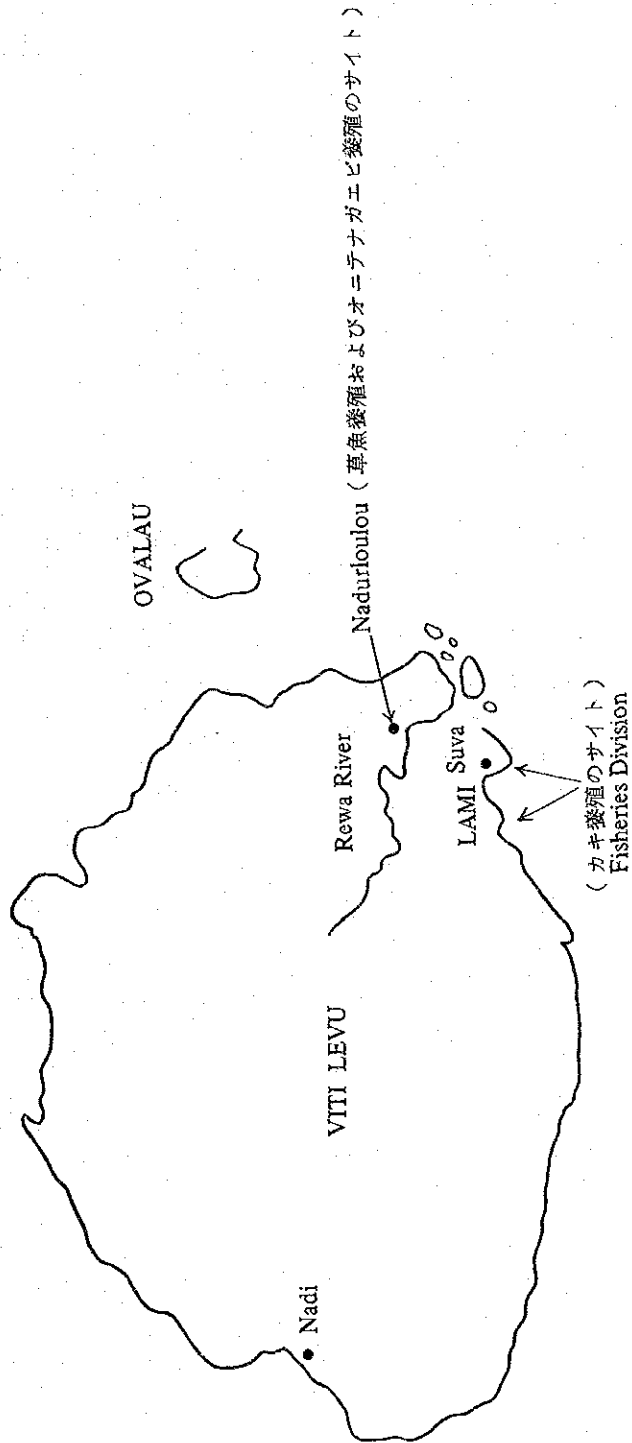 OVALAU
Nadurloulou（草魚養殖およびオニテナガエビ養殖のサイト）
Rewa River
LAMI Suva
（カキ養殖のサイト）
Fisheries Division
VITI LEVU
Nadi